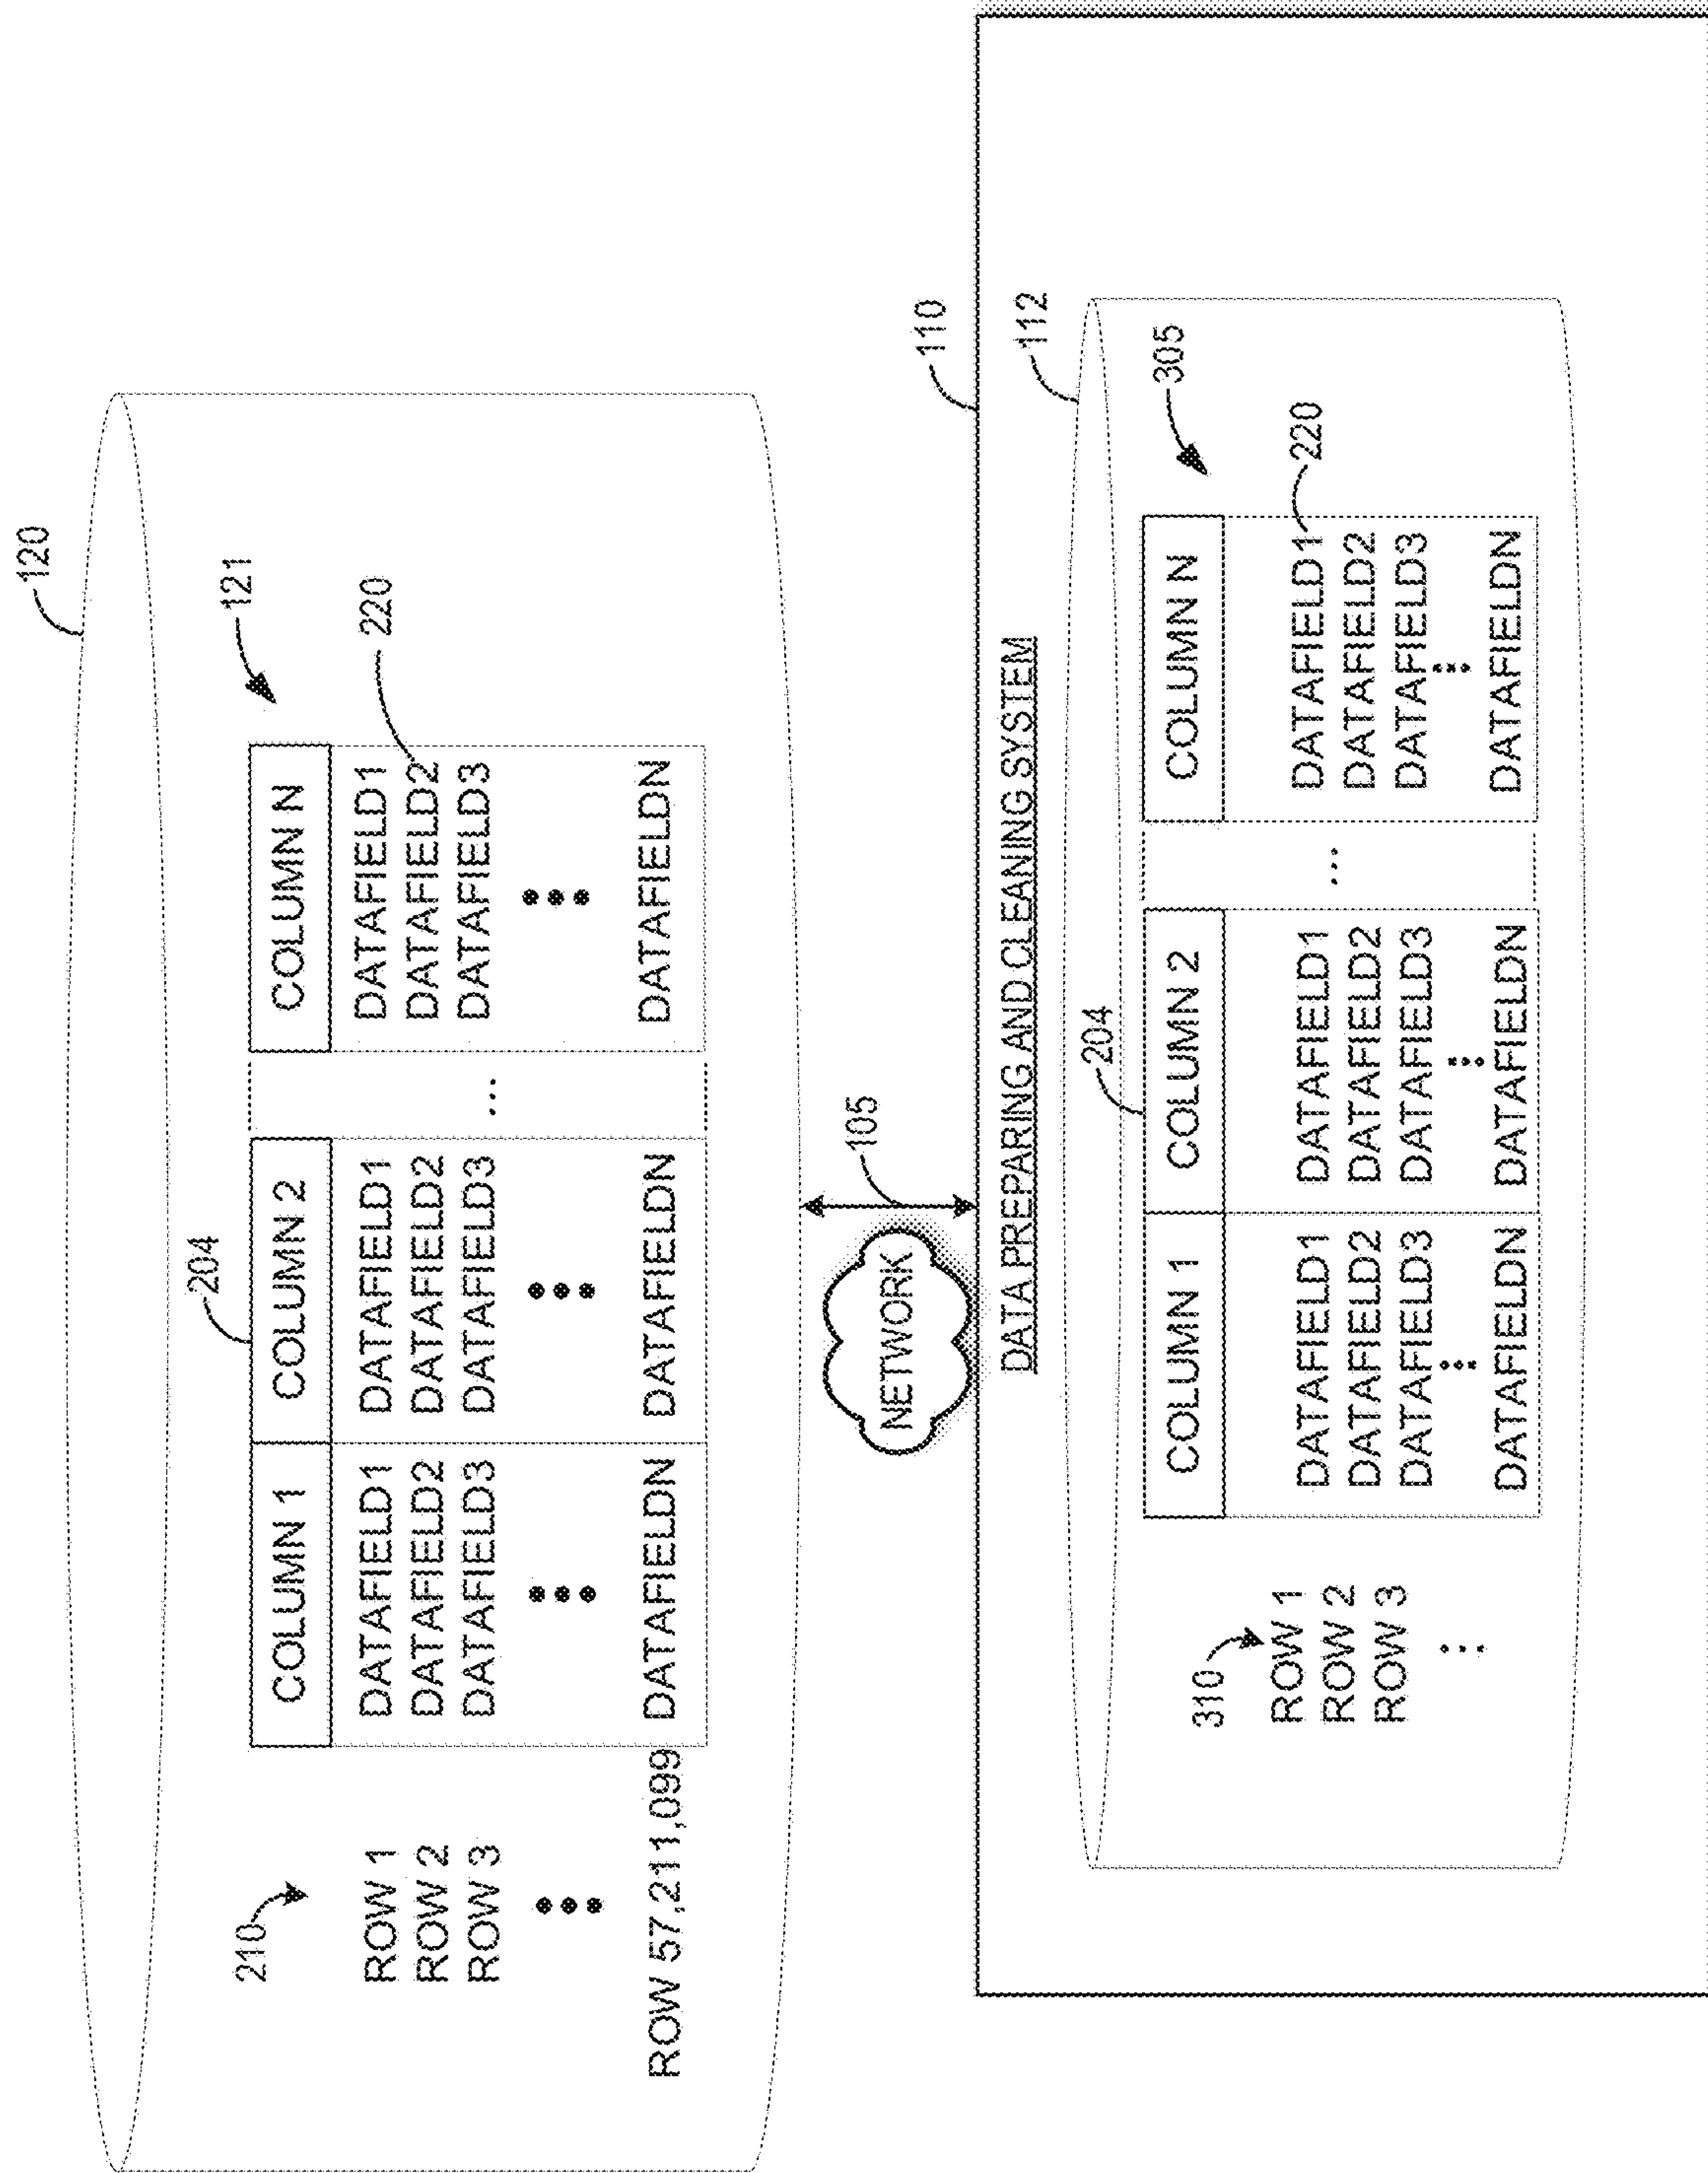 120
121
204
210
COLUMN 1 COLUMN 2 COLUMN N
220
ROW 1 DATAFIELD1 DATAFIELD1 DATAFIELD1
ROW 2 DATAFIELD2 DATAFIELD2 DATAFIELD2
ROW 3 DATAFIELD3 DATAFIELD3 ... DATAFIELD3
ROW 57,211,099 DATAFIELDN DATAFIELDN DATAFIELDN
105
NETWORK
110
DATA PREPARING AND CLEANING SYSTEM
112
204
305
COLUMN 1 COLUMN 2 COLUMN N
310
220
ROW 1 DATAFIELD1 DATAFIELD1 DATAFIELD1
ROW 2 DATAFIELD2 DATAFIELD2 ... DATAFIELD2
ROW 3 DATAFIELD3 DATAFIELD3 DATAFIELD3
DATAFIELDN DATAFIELDN DATAFIELDN